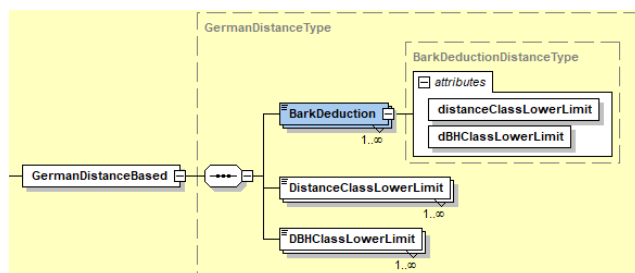 GermanDistanceType
BarkDeductionDistanceType
attributes
distanceClassLowerLimit
dBHClassLowerLimit
BarkDeduction
1..∞
GermanDistanceBased
DistanceClassLowerLimit
1..∞
DBHClassLowerLimit
1..∞